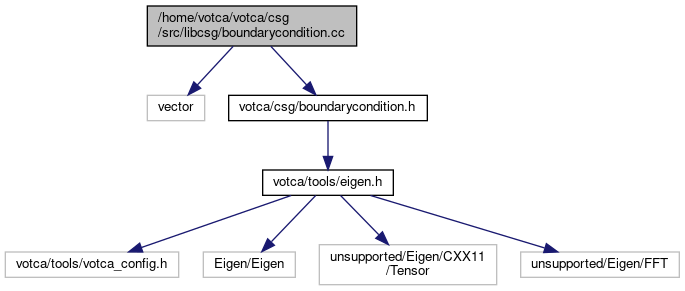 /home/votca/votca/csg
/src/libcsg/boundarycondition.cc
vector
votca/csg/boundarycondition.h
votca/tools/eigen.h
votca/tools/votca_config.h
Eigen/Eigen
unsupported/Eigen/CXX11
/Tensor
unsupported/Eigen/FFT